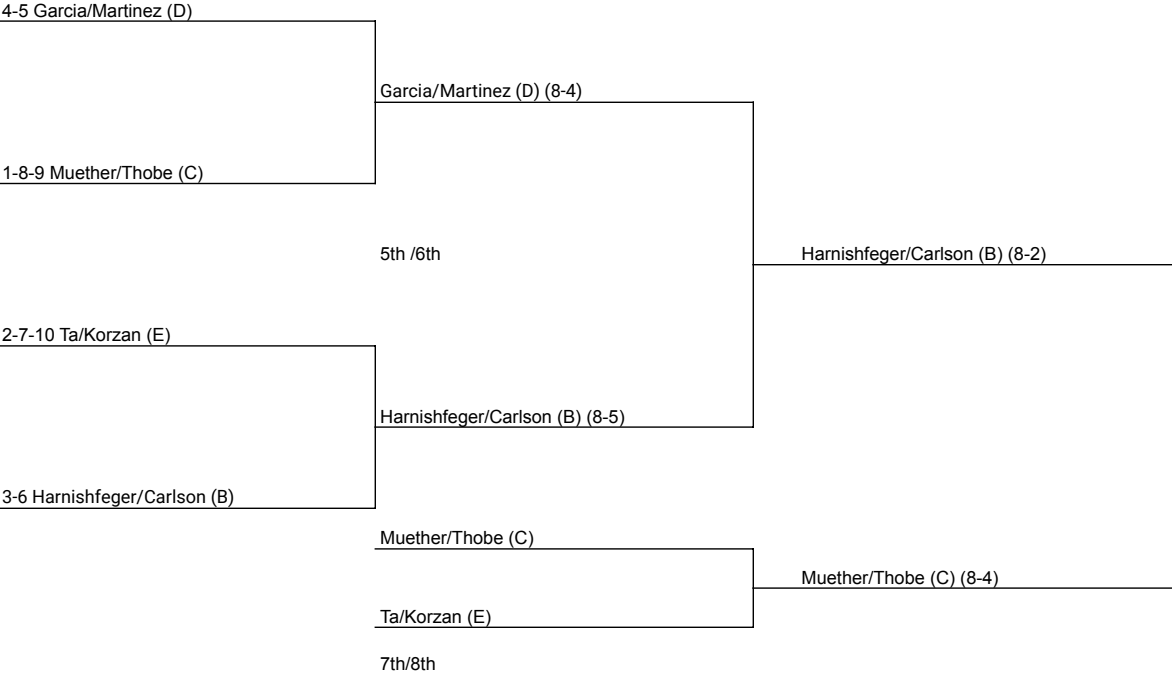 4-5 Garcia/Martinez (D)
Garcia/Martinez (D) (8-4)
1-8-9 Muether/Thobe (C)
5th /6th
Harnishfeger/Carlson (B) (8-2)
2-7-10 Ta/Korzan (E)
Harnishfeger/Carlson (B) (8-5)
3-6 Harnishfeger/Carlson (B)
Muether/Thobe (C)
Muether/Thobe (C) (8-4)
Ta/Korzan (E)
7th/8th